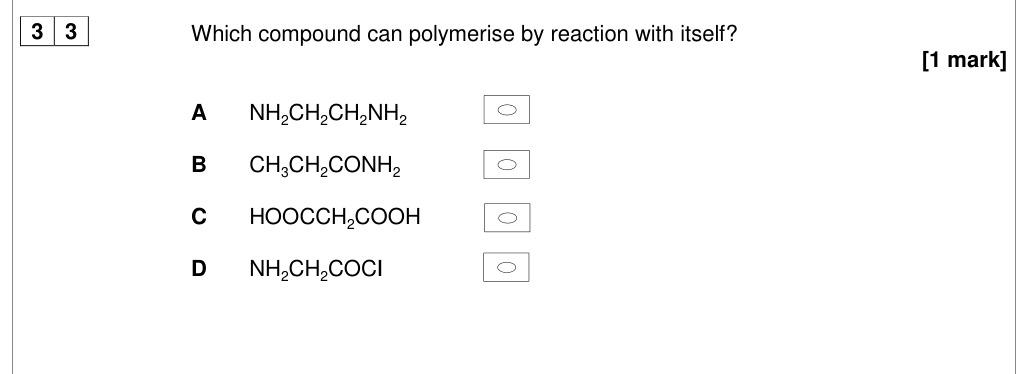 3 3 Which compound can polymerise by reaction with itself?
[1 mark]
A NH₂CH₂CH₂NH₂
B CH₃CH₂CONH₂
C HOOCCH₂COOH
D NH₂CH₂COCl